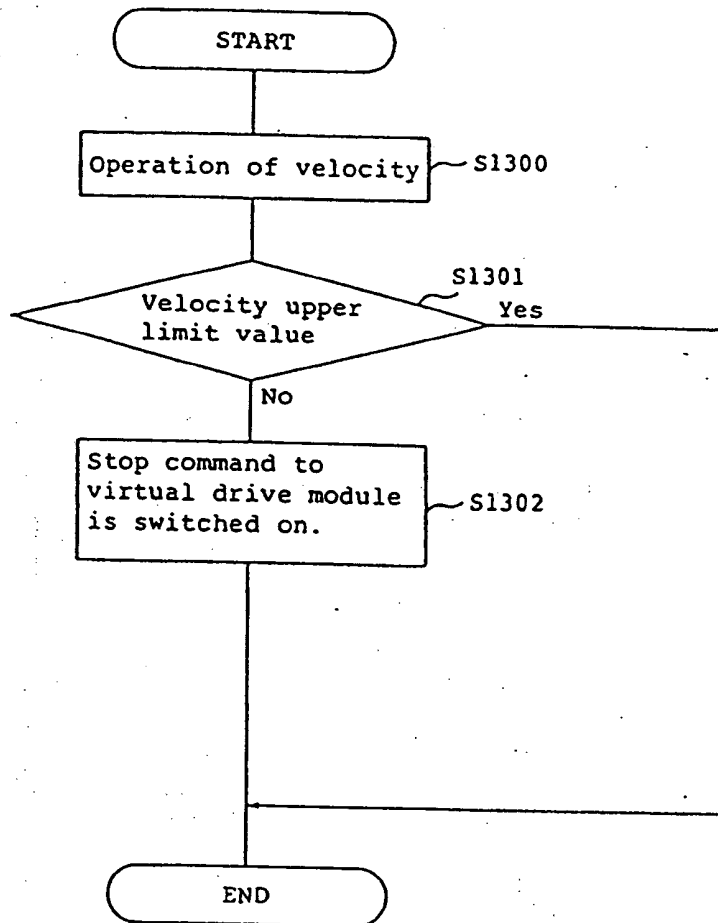 START
Operation of velocity
S1300
S1301
Velocity upper
limit value
Yes
No
Stop command to
virtual drive module
is switched on.
S1302
END